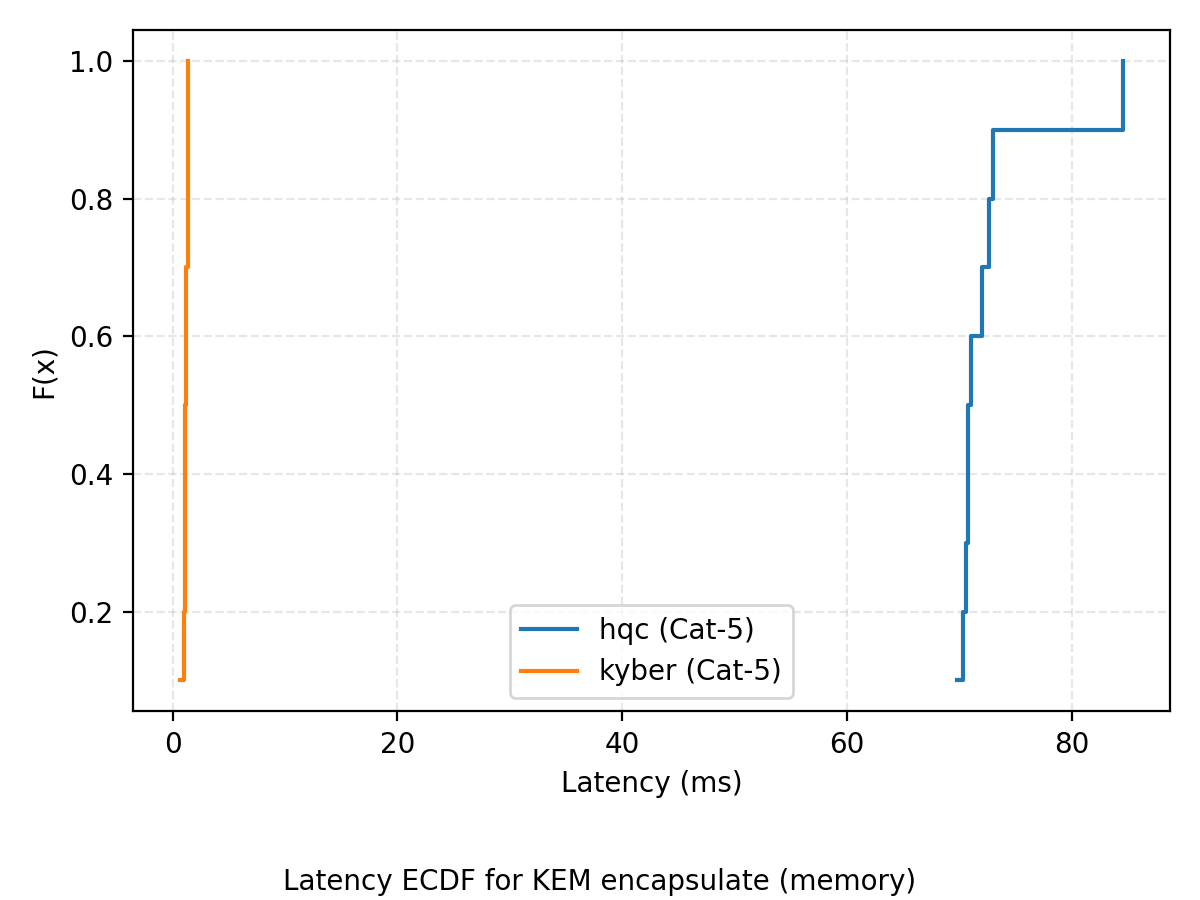 1.0
0.8
0.6
0.4
0.2
F(x)
hqc (Cat-5)
kyber (Cat-5)
0 20 40 60 80
Latency (ms)
Latency ECDF for KEM encapsulate (memory)